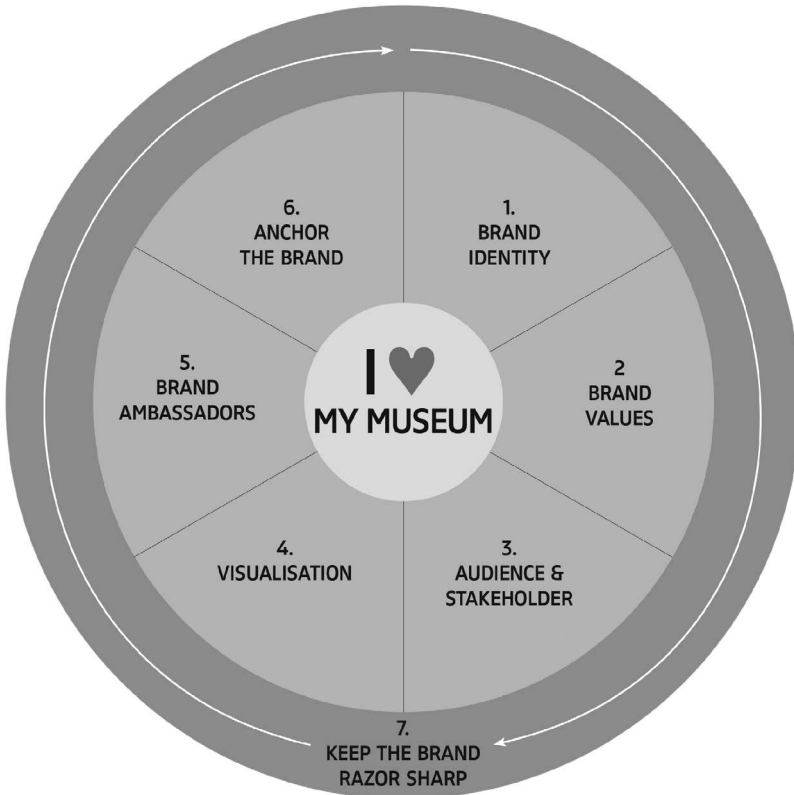 1.
BRAND
IDENTITY
2
BRAND
VALUES
3.
AUDIENCE &
STAKEHOLDER
4.
VISUALISATION
5.
BRAND
AMBASSADORS
6.
ANCHOR
THE BRAND
I ♥
MY MUSEUM
7.
KEEP THE BRAND
RAZOR SHARP